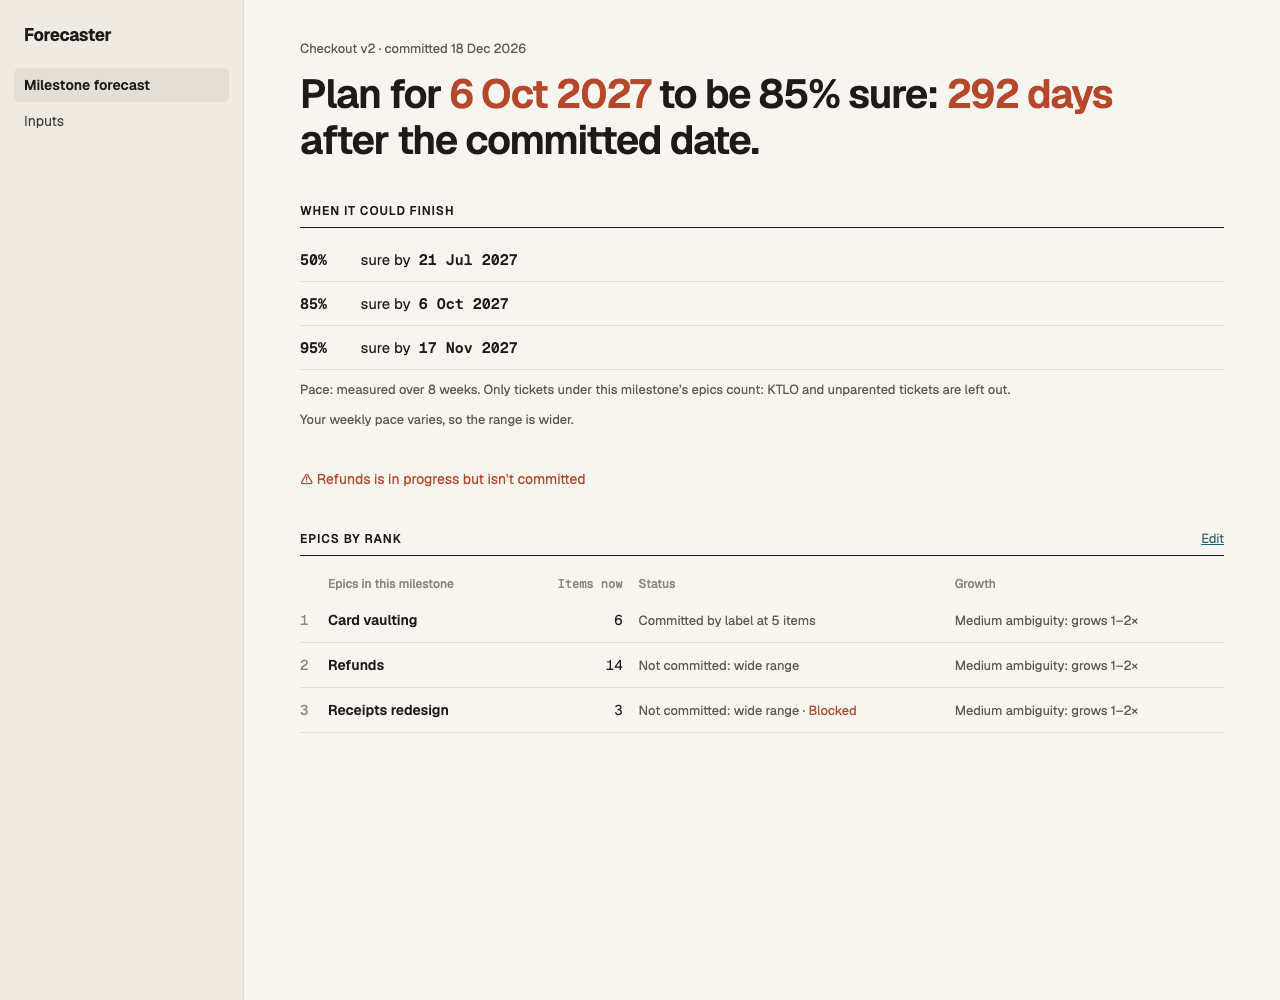 Forecaster
Milestone forecast
Inputs
Checkout v2 · committed 18 Dec 2026
Plan for 6 Oct 2027 to be 85% sure: 292 days
after the committed date.
WHEN IT COULD FINISH
50% sure by 21 Jul 2027
85% sure by 6 Oct 2027
95% sure by 17 Nov 2027
Pace: measured over 8 weeks. Only tickets under this milestone's epics count: KTLO and unparented tickets are left out.
Your weekly pace varies, so the range is wider.
⚠ Refunds is in progress but isn't committed
EPICS BY RANK Edit
Epics in this milestone Items now Status Growth
1 Card vaulting 6 Committed by label at 5 items Medium ambiguity: grows 1–2×
2 Refunds 14 Not committed: wide range Medium ambiguity: grows 1–2×
3 Receipts redesign 3 Not committed: wide range · Blocked Medium ambiguity: grows 1–2×